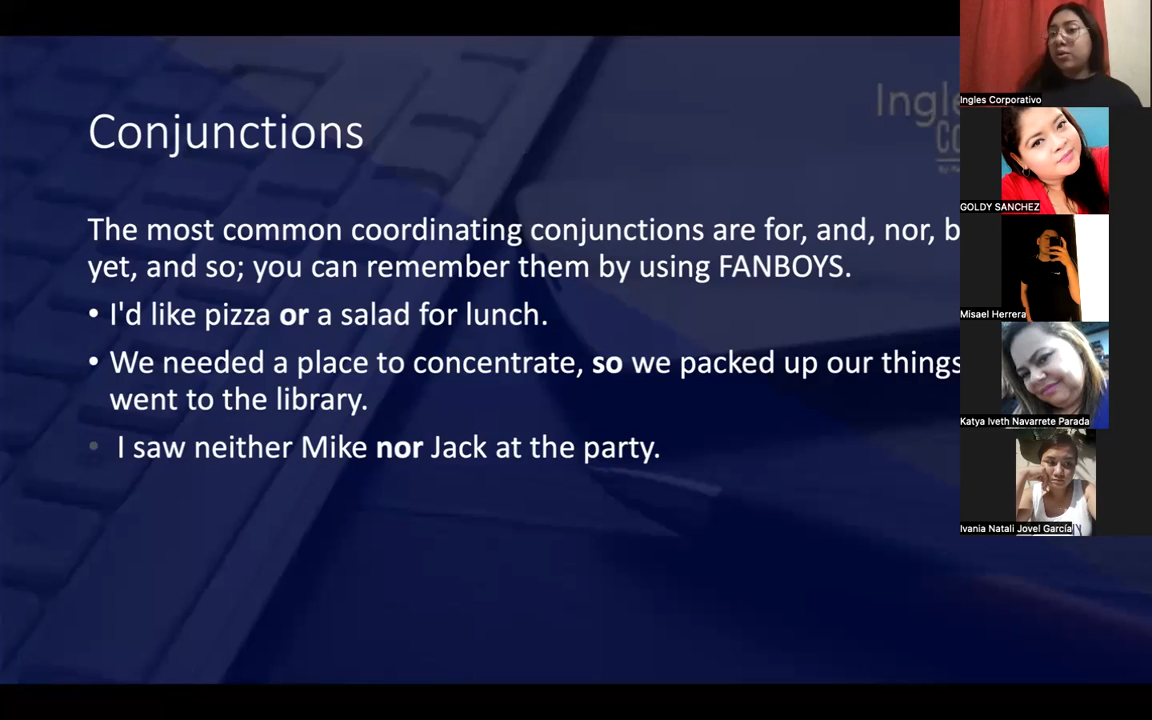 Conjunctions
The most common coordinating conjunctions are for, and, nor,
yet, and so; you can remember them by using FANBOYS.
• I'd like pizza or a salad for lunch.
• We needed a place to concentrate, so we packed up our things
went to the library.
• I saw neither Mike nor Jack at the party.
Ingles Corporativo
GOLDY SANCHEZ
Misael Herrera
Katya Iveth Navarrete Parada
Ivania Natali Jovel García